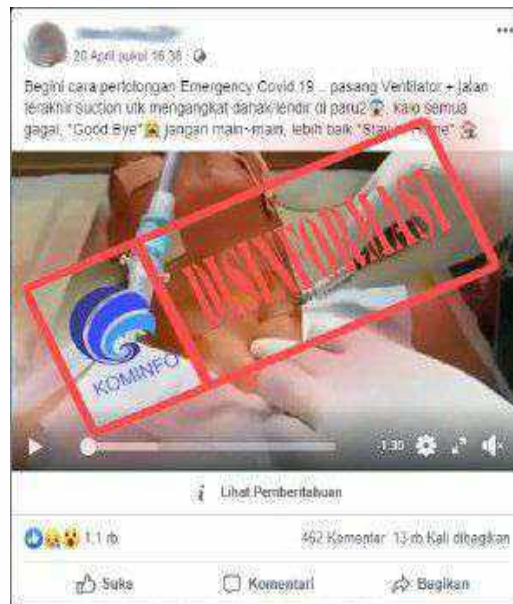 20 April pukul 16.38
Begini cara pertolongan Emergency Covid 19 .. pasang Ventilator + jalan
terakhir suction utk mengangkat dahak/lendir di paru2 😰, kalo semua
gagal, "Good Bye" 😭 jangan main~main, lebih baik "Stay Home" 🏠
DISINFORMASI
KOMINFO
-1:30
Lihat Pemberitahuan
1.1 rb
462 Komentar 13 rb Kali dibagikan
Suka Komentari Bagikan